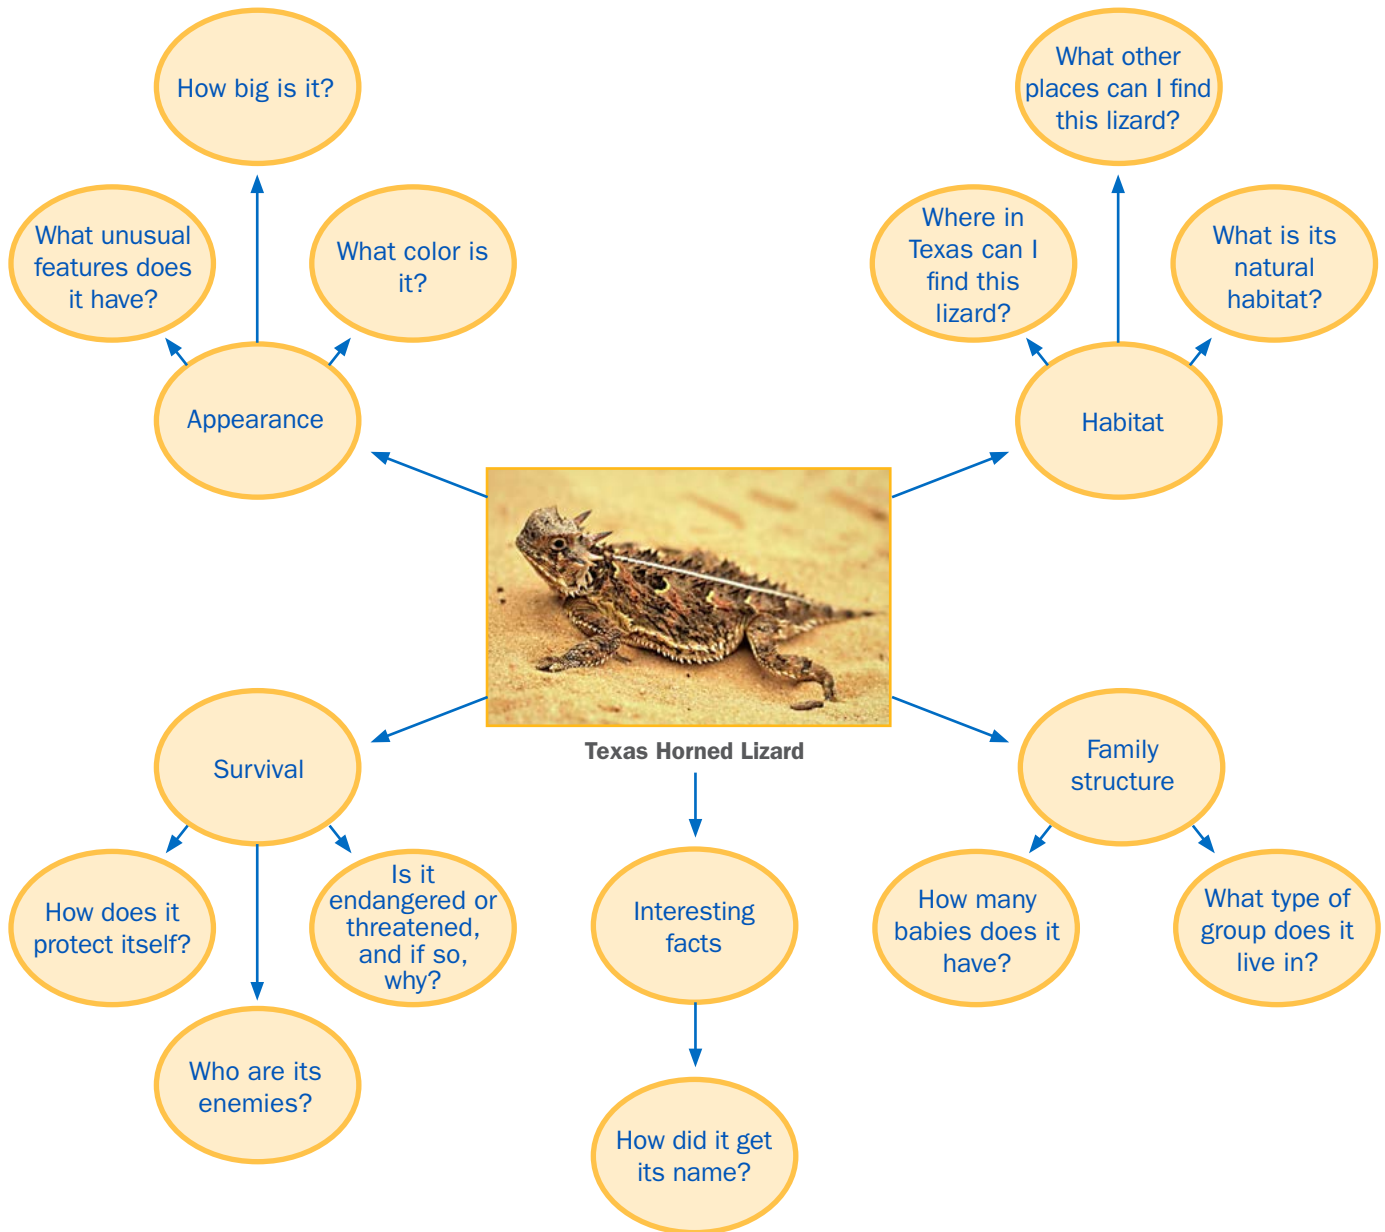 How big is it?
What unusual
features does
it have?
What color is
it?
Appearance
What other
places can I find
this lizard?
Where in
Texas can I
find this
lizard?
What is its
natural
habitat?
Habitat
Texas Horned Lizard
Survival
How does it
protect itself?
Is it
endangered or
threatened,
and if so,
why?
Who are its
enemies?
Interesting
facts
How did it get
its name?
Family
structure
How many
babies does it
have?
What type of
group does it
live in?